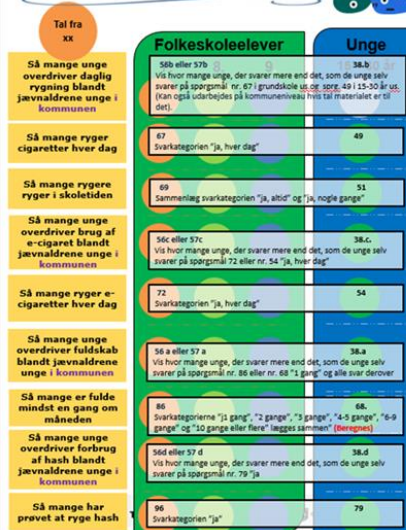 Tal fra
xx
Folkeskoleelever
Unge
Så mange unge
overdriver daglig
rygning blandt
jævnaldrene unge i
kommunen
56b eller 57b
38.b
Vis hvor mange unge, der svarer mere end det, som de unge selv
svarer på spørgsmål nr. 67 i grundskole us.og sprg. 49 i 15-30 år us.
(Kan også udarbejdes på kommuneniveau hvis tal materialet er til
det).
Så mange ryger
cigaretter hver dag
67
49
Svarkategorien "ja, hver dag"
Så mange rygere
ryger i skoletiden
69
51
Sammenlæg svarkategorien "ja, altid" og "ja, nogle gange"
Så mange unge
overdriver brug af
e-cigaret blandt
jævnaldrene unge i
kommunen
56c eller 57c
38.c.
Vis hvor mange unge, der svarer mere end det, som de unge selv
svarer på spørgsmål 72 eller nr. 54 "ja, hver dag"
Så mange ryger e-
cigaretter hver dag
72
54
Svarkategorien "ja, hver dag"
Så mange unge
overdriver fuldskab
blandt jævnaldrene
unge i kommunen
56 a eller 57 a
38.a
Vis hvor mange unge, der svarer mere end det, som de unge selv
svarer på spørgsmål nr. 86 eller nr. 68 "1 gang" og alle svar derover
Så mange er fulde
mindst en gang om
måneden
86
68.
Svarkategorierne "j1 gang", "2 gange", "3 gange", "4-5 gange", "6-9
gange" og "10 gange eller flere" lægges sammen" (Beregnes)
Så mange unge
overdriver forbrug
af hash blandt
jævnaldrene unge i
kommunen
56d eller 57 d
38.d
Vis hvor mange unge, der svarer mere end det, som de unge selv
svarer på spørgsmål nr. 79 "ja
Så mange har
prøvet at ryge hash
96
79
Svarkategorien "ja"